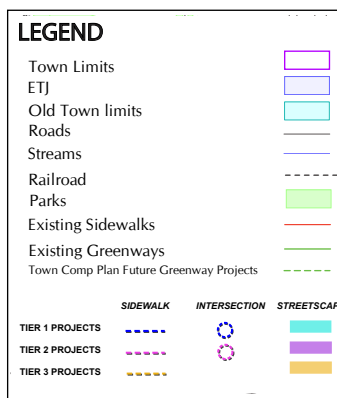 LEGEND
Town Limits
ETJ
Old Town limits
Roads
Streams
Railroad
Parks
Existing Sidewalks
Existing Greenways
Town Comp Plan Future Greenway Projects
SIDEWALK INTERSECTION STREETSCAP
TIER 1 PROJECTS
TIER 2 PROJECTS
TIER 3 PROJECTS